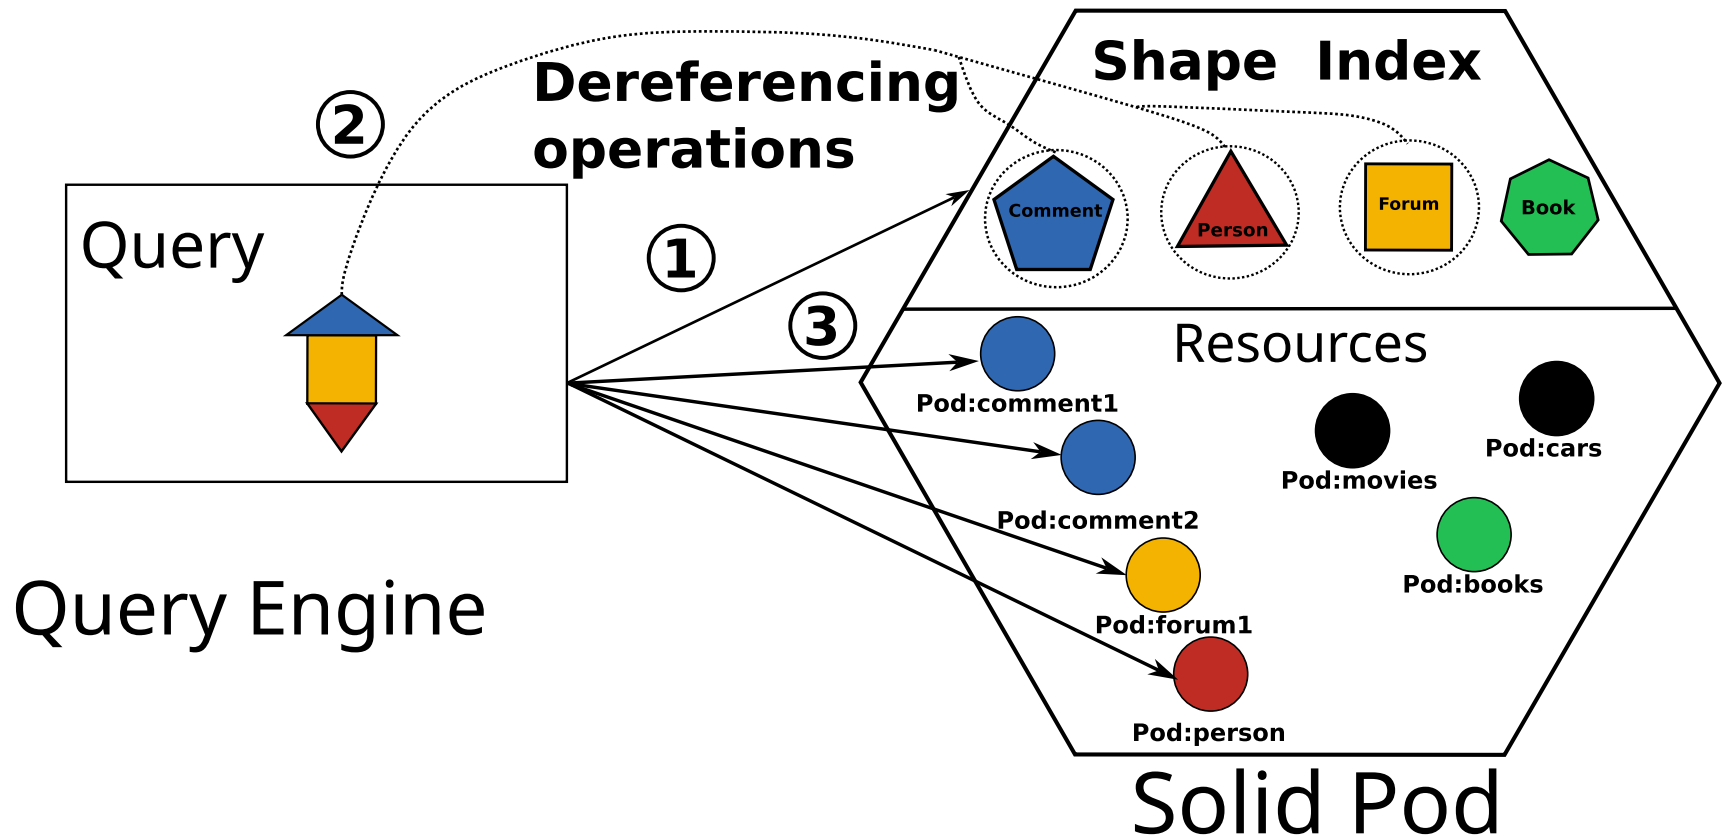 Shape Index
Dereferencing
operations
2
Query
1
3
Comment
Person
Forum
Book
Resources
Pod:comment1
Pod:comment2
Pod:forum1
Pod:person
Pod:movies
Pod:cars
Pod:books
Query Engine
Solid Pod